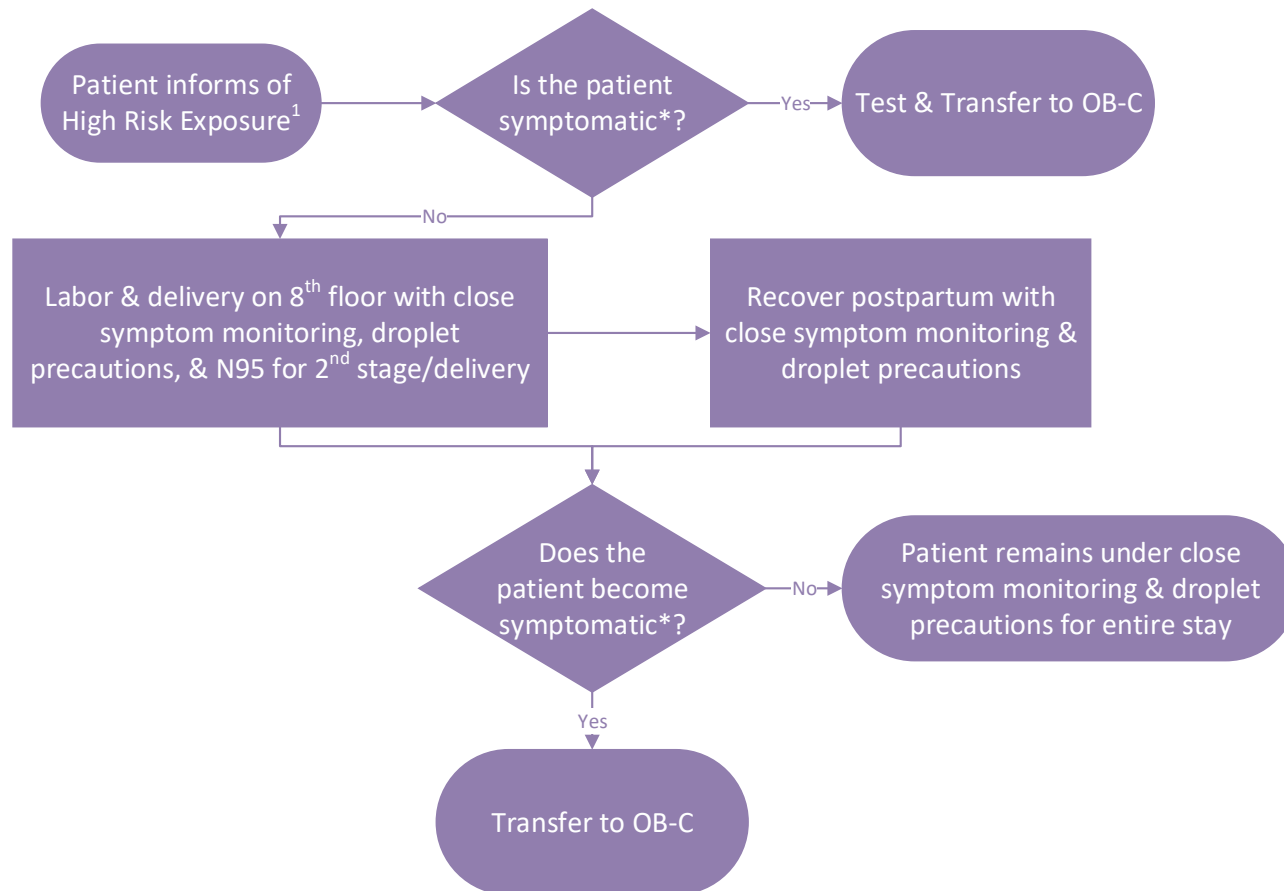 Patient informs of
High Risk Exposure1
Is the patient
symptomatic*?
Yes
Test & Transfer to OB-C
No
Labor & delivery on 8th floor with close
symptom monitoring, droplet
precautions, & N95 for 2nd stage/delivery
Recover postpartum with
close symptom monitoring &
droplet precautions
Does the
patient become
symptomatic*?
No
Patient remains under close
symptom monitoring & droplet
precautions for entire stay
Yes
Transfer to OB-C